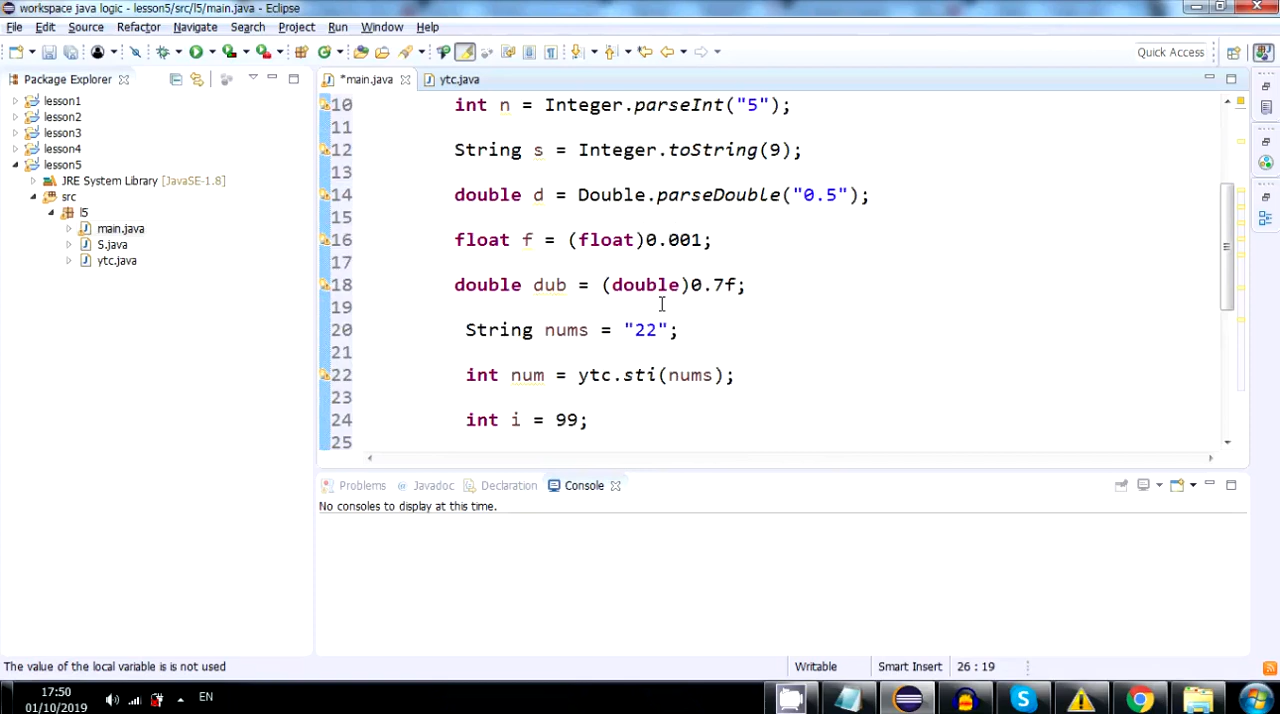 workspace java logic - lesson5/src/l5/main.java - Eclipse
File Edit Source Refactor Navigate Search Project Run Window Help
Quick Access
Package Explorer
*main.java ytc.java
lesson1
lesson2
lesson3
lesson4
lesson5
JRE System Library [JavaSE-1.8]
src
l5
main.java
S.java
ytc.java
10 int n = Integer.parseInt("5");
11
12 String s = Integer.toString(9);
13
14 double d = Double.parseDouble("0.5");
15
16 float f = (float)0.001;
17
18 double dub = (double)0.7f;
19
20 String nums = "22";
21
22 int num = ytc.sti(nums);
23
24 int i = 99;
25
Problems @ Javadoc Declaration Console
No consoles to display at this time.
The value of the local variable is is not used
Writable Smart Insert 26 : 19
17:50
01/10/2019
EN